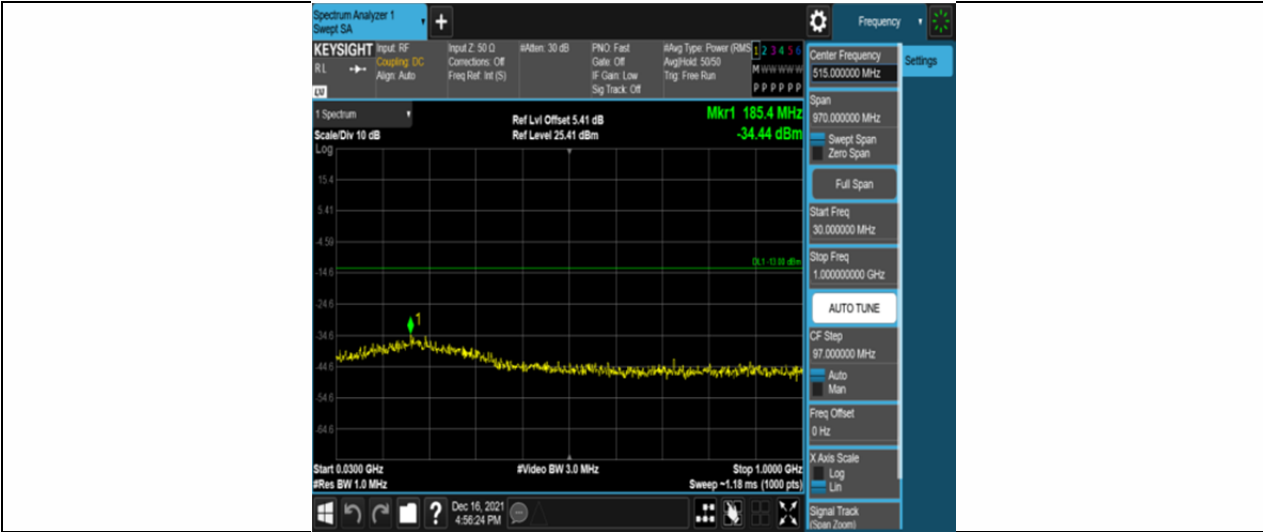 Spectrum Analyzer 1
Swept SA
Frequency
KEYSIGHT
Input: RF
Coupling: DC
Align: Auto
Input Z: 50 Ω
Corrections: Off
Freq Ref: Int (S)
#Atten: 30 dB
PNO: Fast
Gate: Off
IF Gain: Low
Sig Track: Off
#Avg Type: Power (RMS
Avg|Hold: 50/50
Trig: Free Run
1 2 3 4 5 6
M W W W W W
P P P P P P
R L
LV
Center Frequency
515.000000 MHz
Settings
Span
970.000000 MHz
Swept Span
Zero Span
Full Span
Start Freq
30.000000 MHz
Stop Freq
1.000000000 GHz
AUTO TUNE
CF Step
97.000000 MHz
Auto
Man
Freq Offset
0 Hz
X Axis Scale
Log
Lin
Signal Track
(Span Zoom)
1 Spectrum
Scale/Div 10 dB
Ref Lvl Offset 5.41 dB
Ref Level 25.41 dBm
Mkr1 185.4 MHz
-34.44 dBm
Log
15.4
5.41
-4.59
DL1 -13.00 dBm
-14.6
-24.6
1
-34.6
-44.6
-54.6
-64.6
Start 0.0300 GHz
#Video BW 3.0 MHz
Stop 1.0000 GHz
#Res BW 1.0 MHz
Sweep ~1.18 ms (1000 pts)
Dec 16, 2021
4:56:24 PM